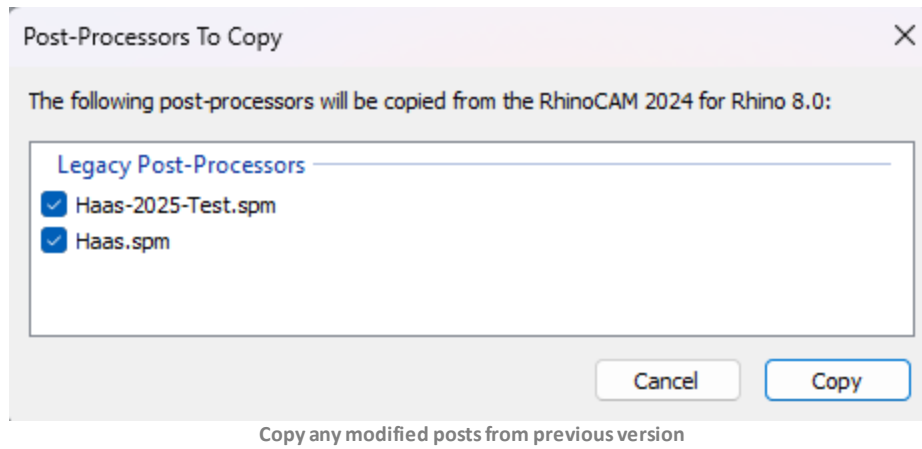 Post-Processors To Copy
The following post-processors will be copied from the RhinoCAM 2024 for Rhino 8.0:
Legacy Post-Processors
Haas-2025-Test.spm
Haas.spm
Cancel
Copy
Copy any modified posts from previous version